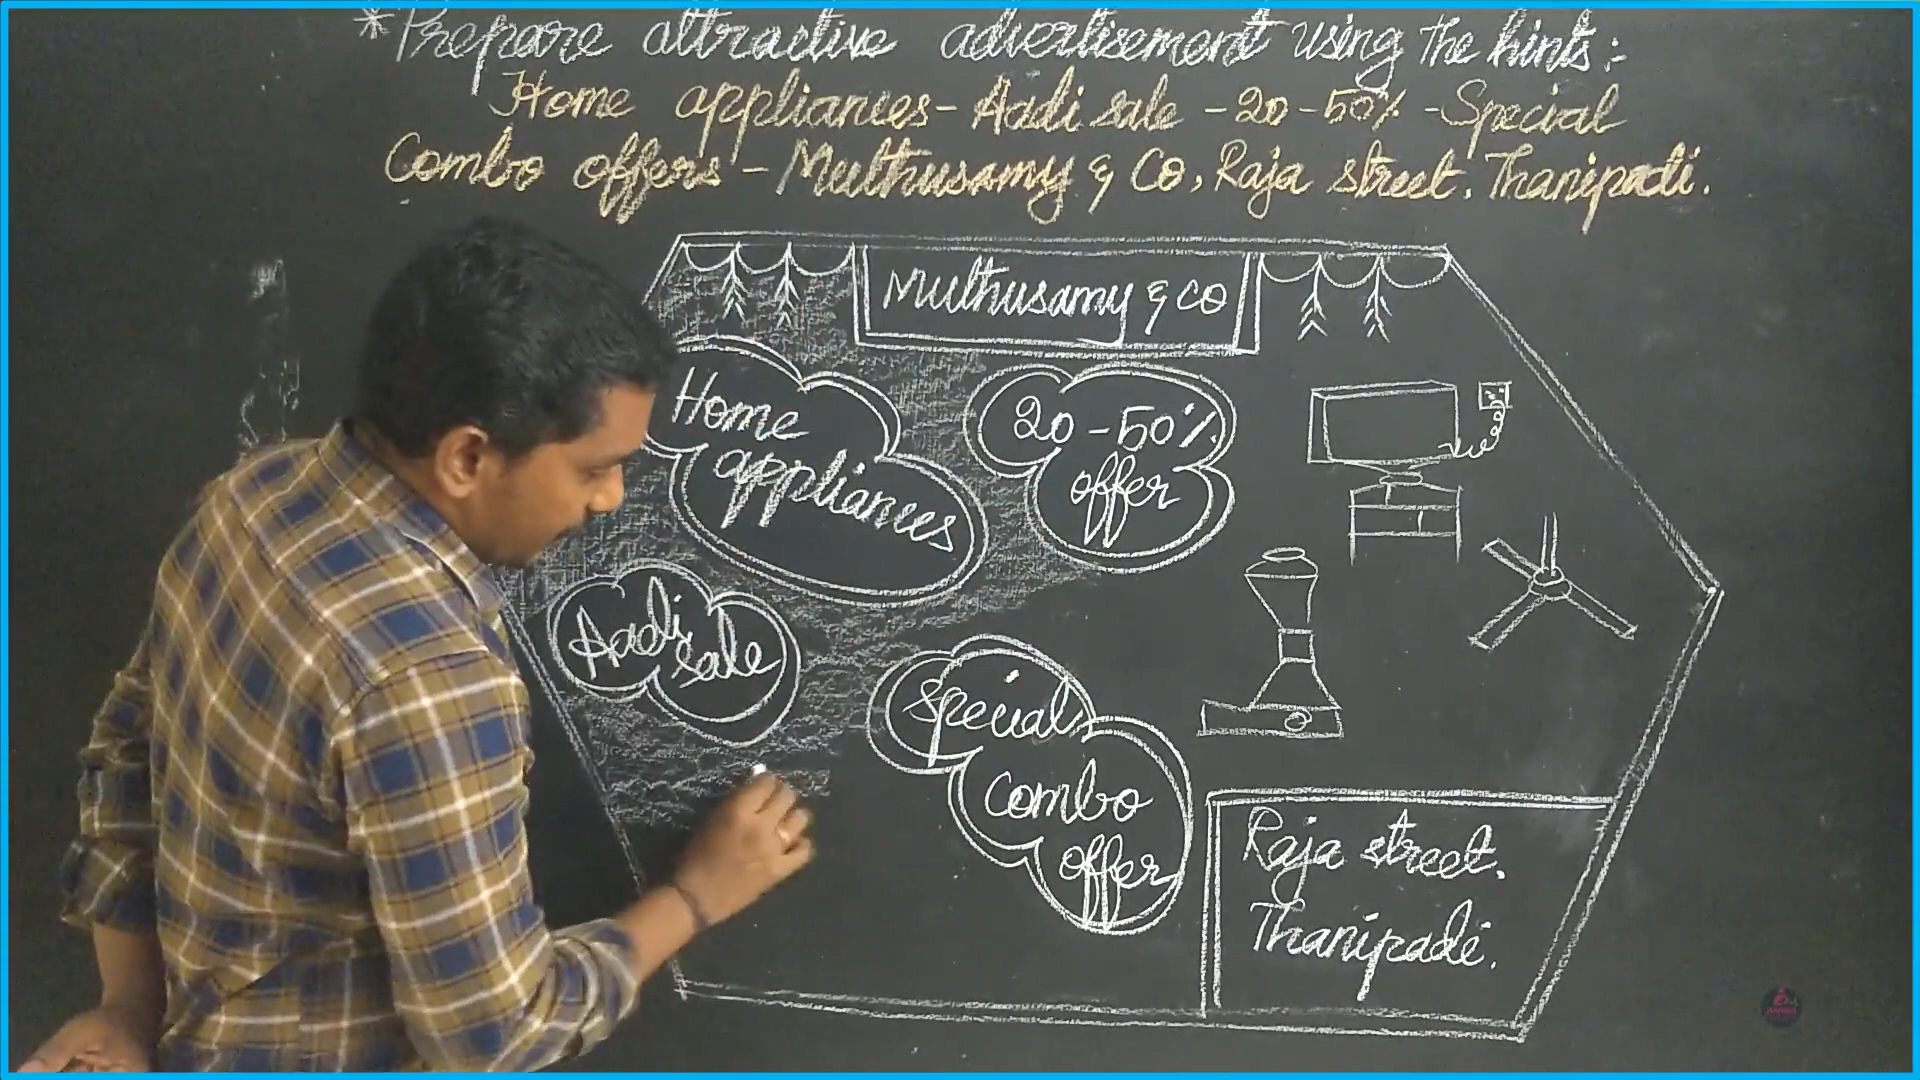 *Prepare attractive advertisement using the hints:-
Home appliances - Aadi sale - 20 - 50% - Special
Combo offers - Muthusamy & Co, Raja street. Thanipadi.
Muthusamy & co
Home
appliances
20 - 50%
offer
Aadi
sale
Special
Combo
offer
Raja street.
Thanipadi.